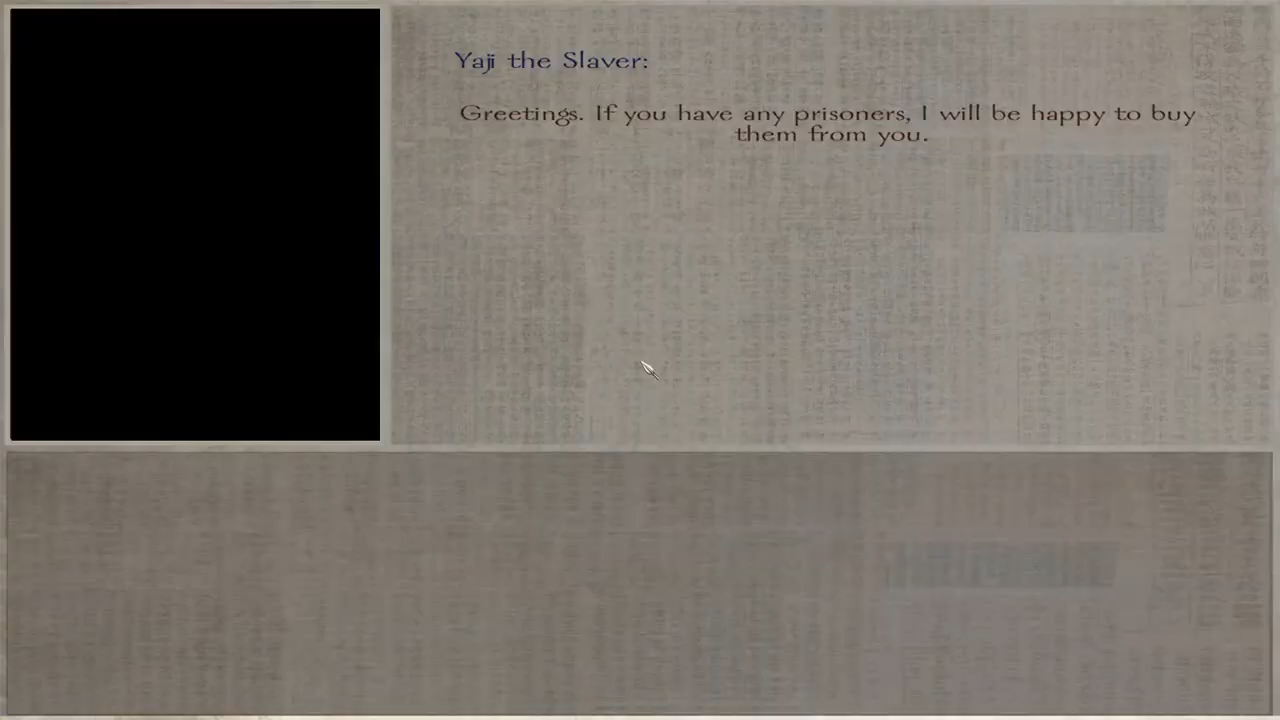 Yaji the Slaver:
Greetings. If you have any prisoners, I will be happy to buy
them from you.